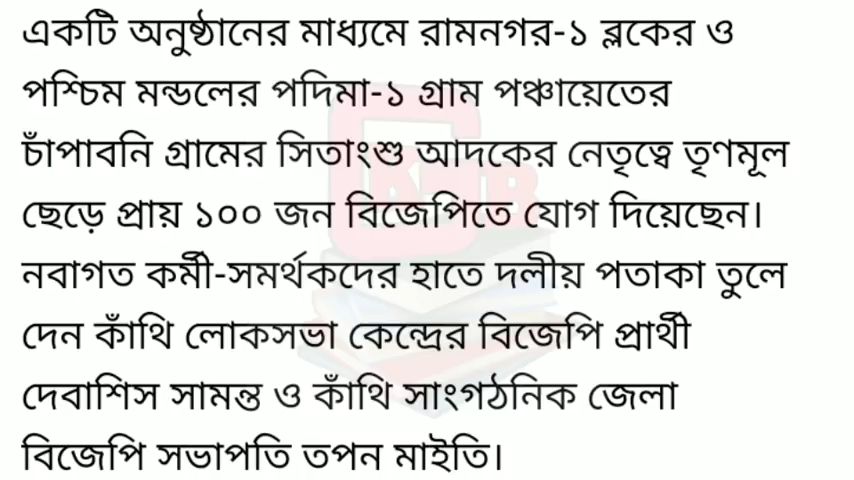 একটি অনুষ্ঠানের মাধ্যমে রামনগর-১ ব্লকের ও
পশ্চিম মন্ডলের পদিমা-১ গ্রাম পঞ্চায়েতের
চাঁপাবনি গ্রামের সিতাংশু আদকের নেতৃত্বে তৃণমূল
ছেড়ে প্রায় ১০০ জন বিজেপিতে যোগ দিয়েছেন।
নবাগত কর্মী-সমর্থকদের হাতে দলীয় পতাকা তুলে
দেন কাঁথি লোকসভা কেন্দ্রের বিজেপি প্রার্থী
দেবাশিস সামন্ত ও কাঁথি সাংগঠনিক জেলা
বিজেপি সভাপতি তপন মাইতি।